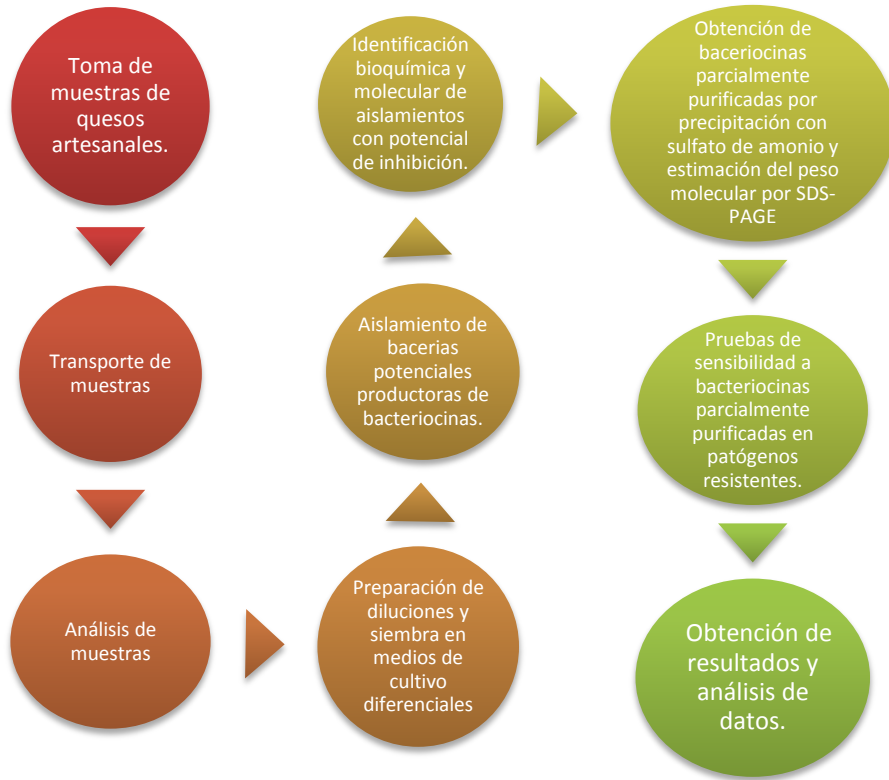 Toma de
muestras de
quesos
artesanales.
Transporte de
muestras
Análisis de
muestras
Preparación de
diluciones y
siembra en
medios de
cultivo
diferenciales
Aislamiento de
bacerias
potenciales
productoras de
bacteriocinas.
Identificación
bioquímica y
molecular de
aislamientos
con potencial
de inhibición.
Obtención de
baceriocinas
parcialmente
purificadas por
precipitación con
sulfato de amonio y
estimación del peso
molecular por SDS-
PAGE
Pruebas de
sensibilidad a
bacteriocinas
parcialmente
purificadas en
patógenos
resistentes.
Obtención de
resultados y
análisis de
datos.